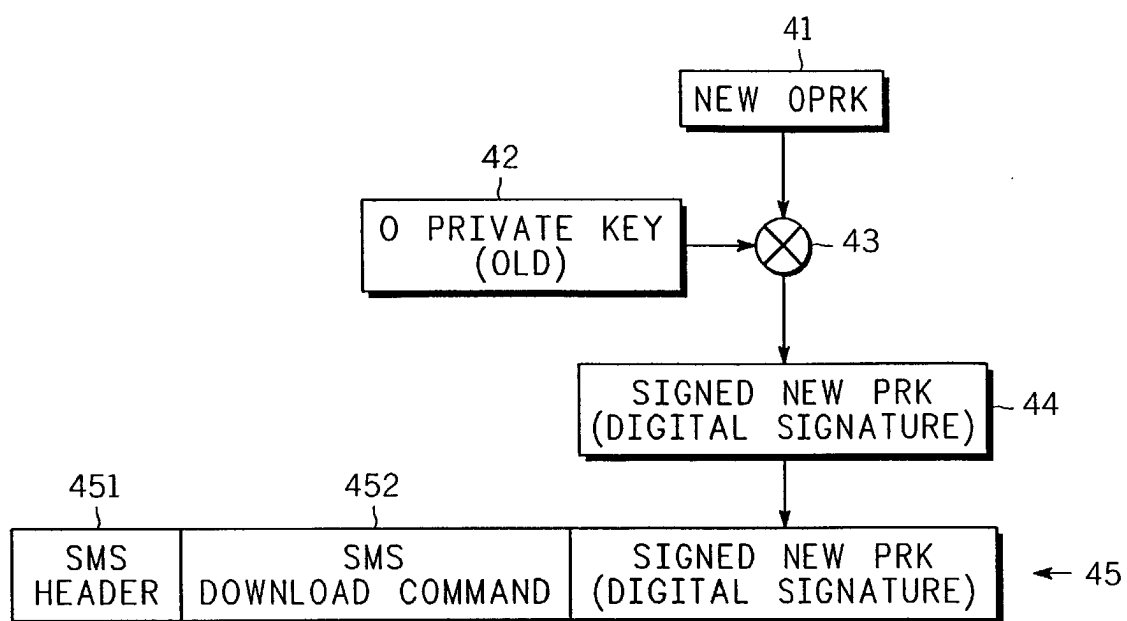 41
NEW OPRK
42
O PRIVATE KEY
(OLD)
43
SIGNED NEW PRK
(DIGITAL SIGNATURE)
44
451
452
SMS
HEADER
SMS
DOWNLOAD COMMAND
SIGNED NEW PRK
(DIGITAL SIGNATURE)
45